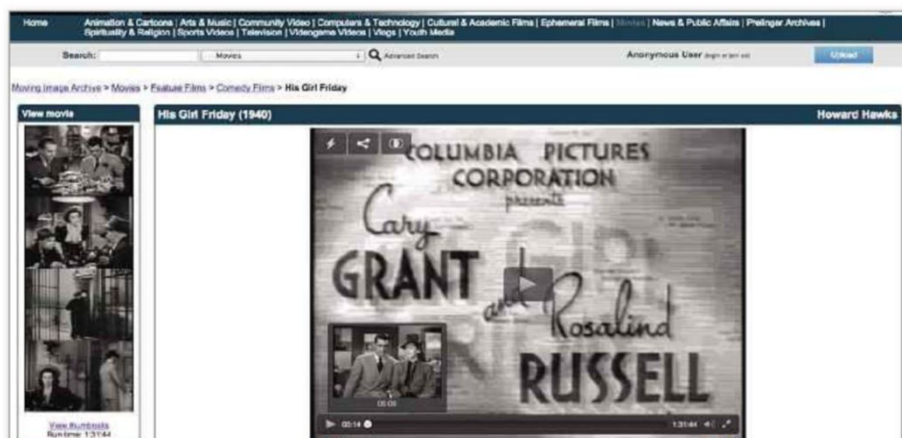 Home Animation & Cartoons | Arts & Music | Community Video | Computers & Technology | Cultural & Academic Films | Ephemeral Films | Movies | News & Public Affairs | Prelinger Archives |
Spirituality & Religion | Sports Videos | Television | Videogame Videos | Vlogs | Youth Media
Search: Movies Advanced Search Anonymous User Upload
Moving Image Archive > Movies > Feature Films > Comedy Films > His Girl Friday
View movie
His Girl Friday (1940) Howard Hawks
COLUMBIA PICTURES
CORPORATION
presents
Cary
GRANT
and Rosalind
RUSSELL
00:14 1:31:44
View thumbnails
Run time: 1:31:44